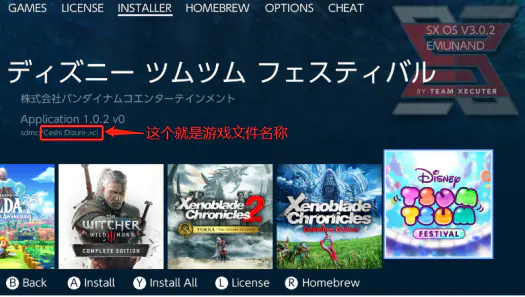 GAMES LICENSE INSTALLER HOMEBREW OPTIONS CHEAT
SX OS V3.0.2
EMUNAND
BY TEAM XECUTER
ディズニー ツムツム フェスティバル
株式会社バンダイナムコエンターテインメント
Application 1.0.2 v0
sdmc:/Ceshi Dizuni-.xci
这个就是游戏文件名称
Awakening
THE WITCHER
WILD HUNT
COMPLETE EDITION
Xenoblade
Chronicles 2
TORNA
Xenoblade
Chronicles
Definitive Edition
Disney
TSUM
TSUM
FESTIVAL
B Back A Install Y Install All L License R Homebrew